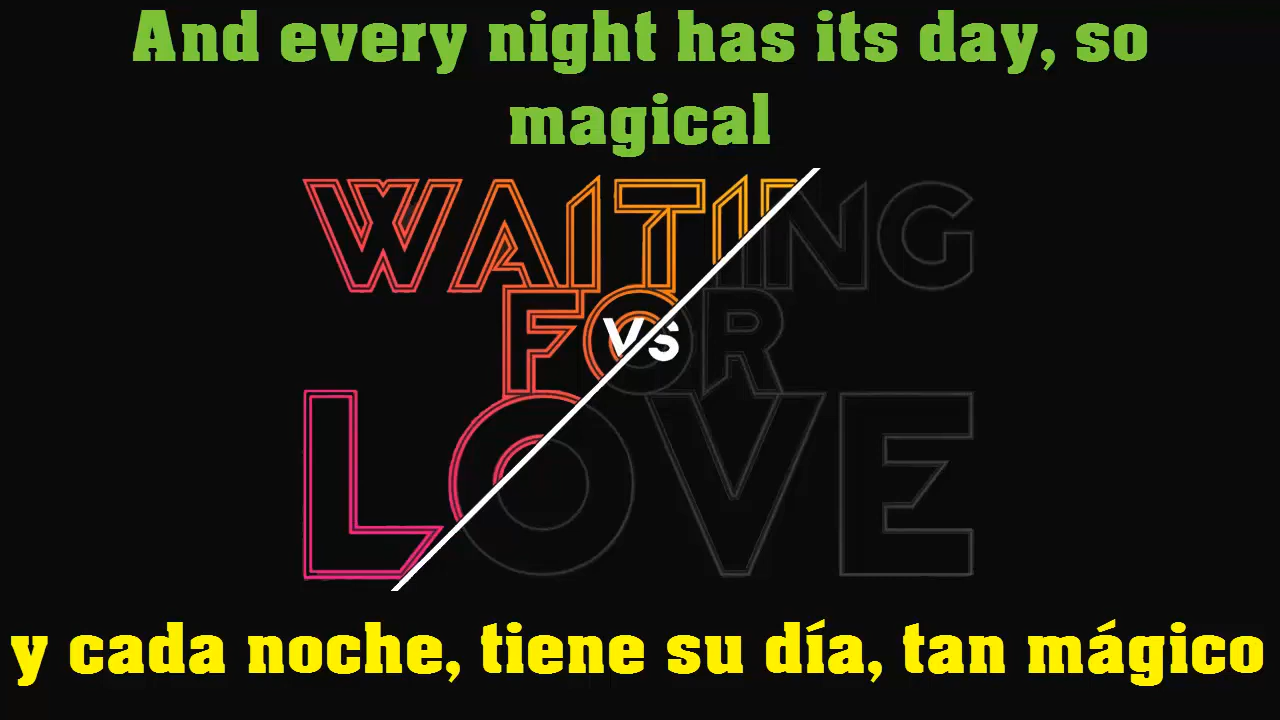 And every night has its day, so
magical
WAITING
FOR
VS
LOVE
y cada noche, tiene su día, tan mágico